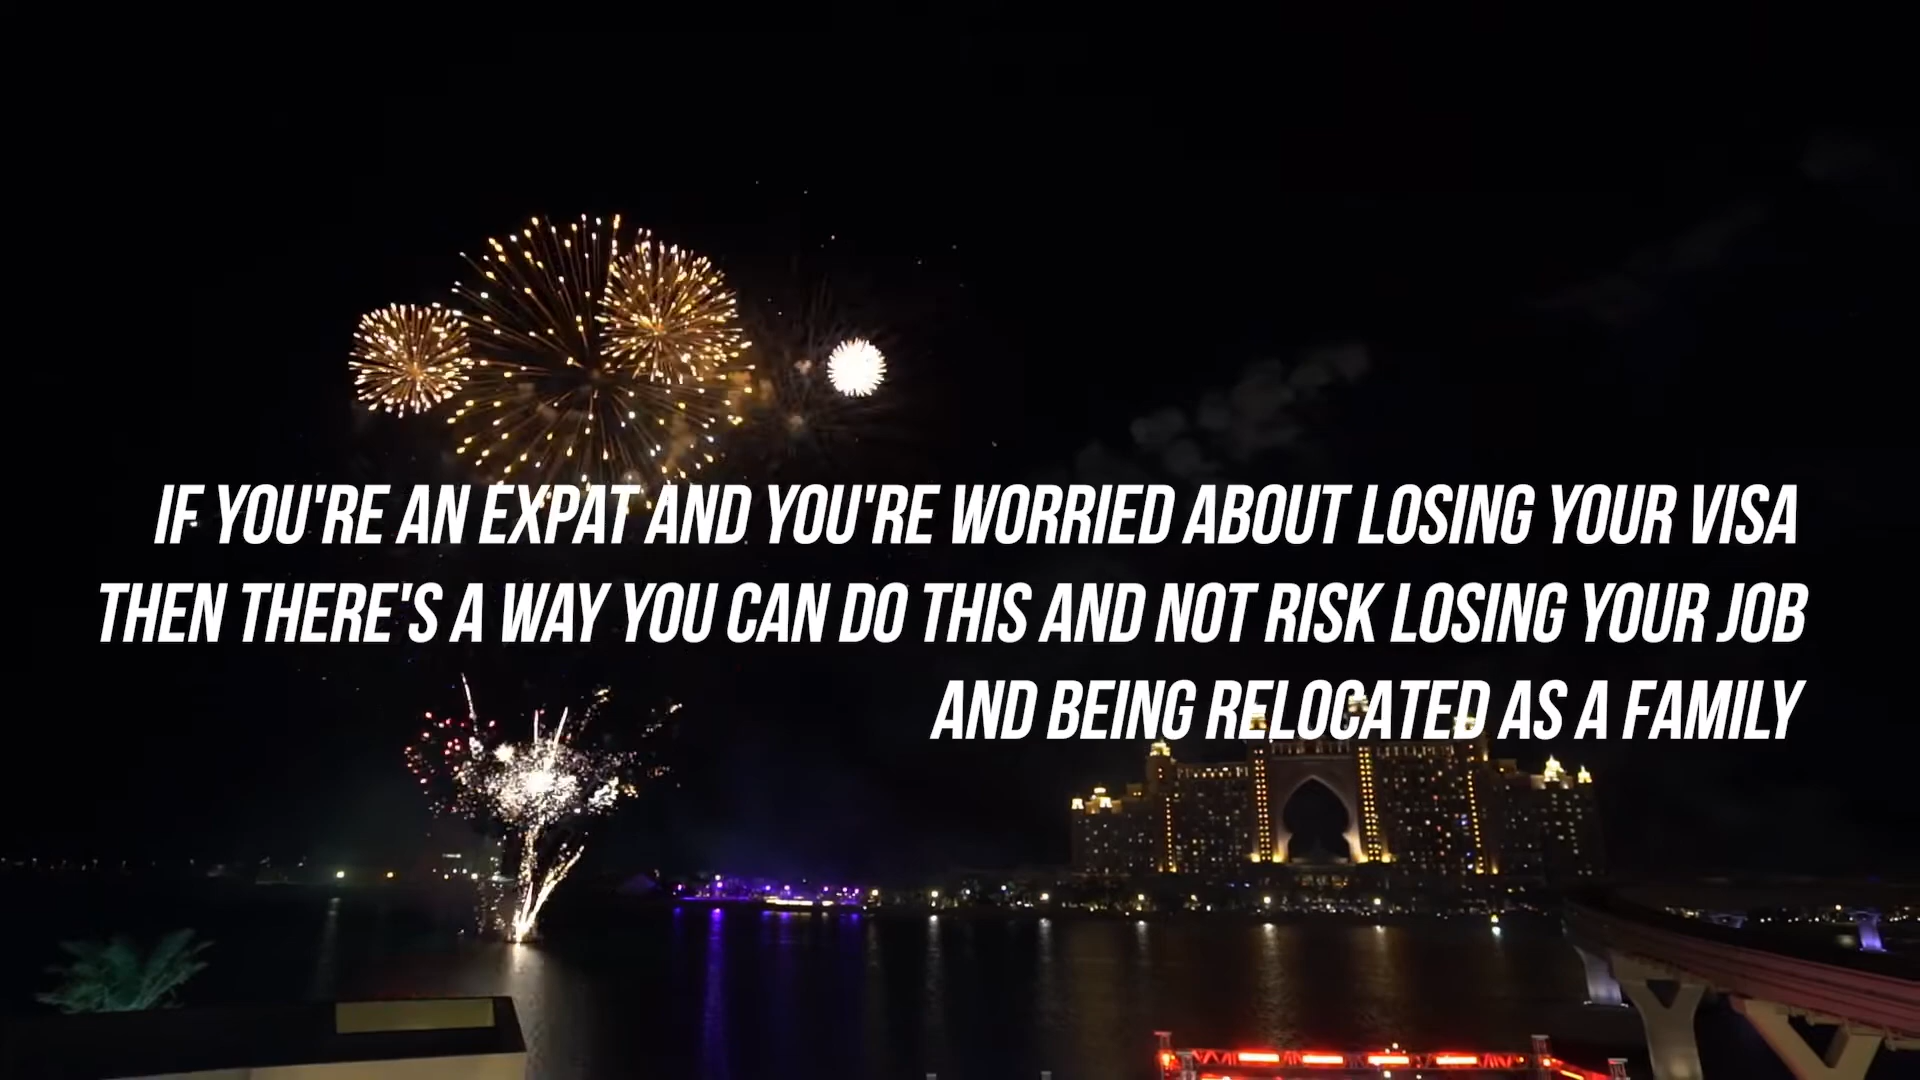 IF YOU'RE AN EXPAT AND YOU'RE WORRIED ABOUT LOSING YOUR VISA
THEN THERE'S A WAY YOU CAN DO THIS AND NOT RISK LOSING YOUR JOB
AND BEING RELOCATED AS A FAMILY